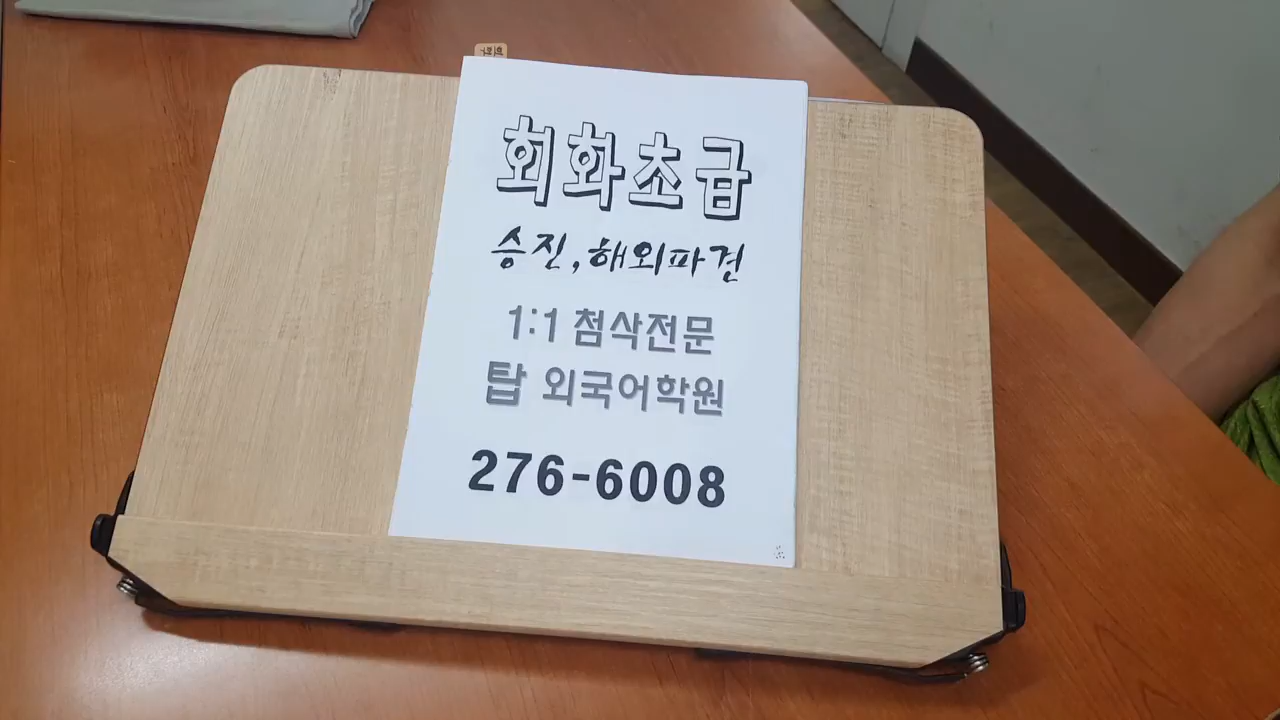 회화초급
승진,해외파견
1:1 첨삭전문
탑 외국어학원
276-6008